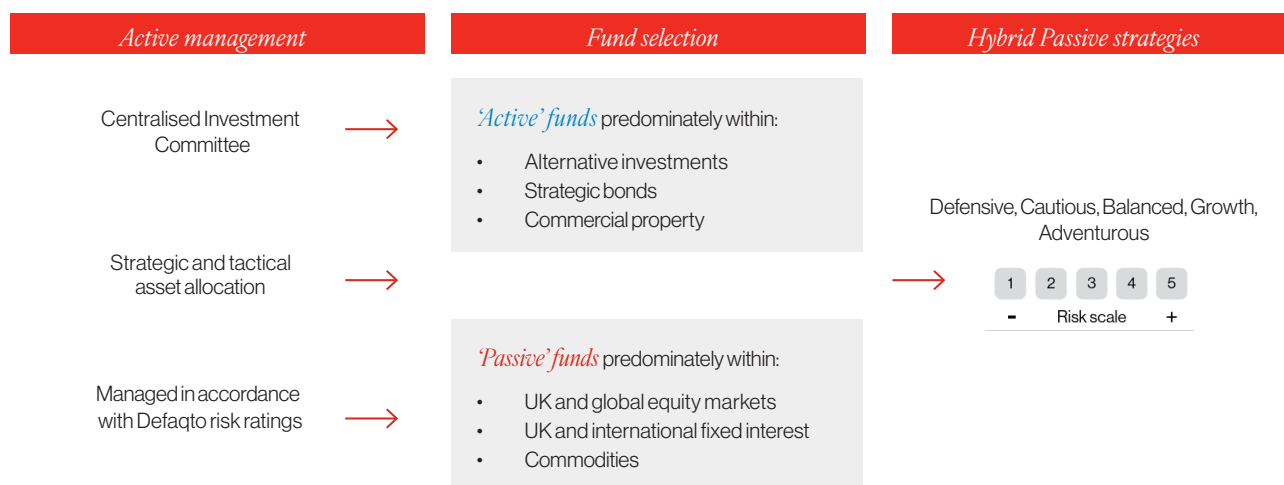 Active management
Fund selection
Hybrid Passive strategies
Centralised Investment
Committee
Strategic and tactical
asset allocation
Managed in accordance
with Defaqto risk ratings
‘Active’ funds predominately within:
• Alternative investments
• Strategic bonds
• Commercial property
‘Passive’ funds predominately within:
• UK and global equity markets
• UK and international fixed interest
• Commodities
Defensive, Cautious, Balanced, Growth,
Adventurous
1 2 3 4 5
- Risk scale +